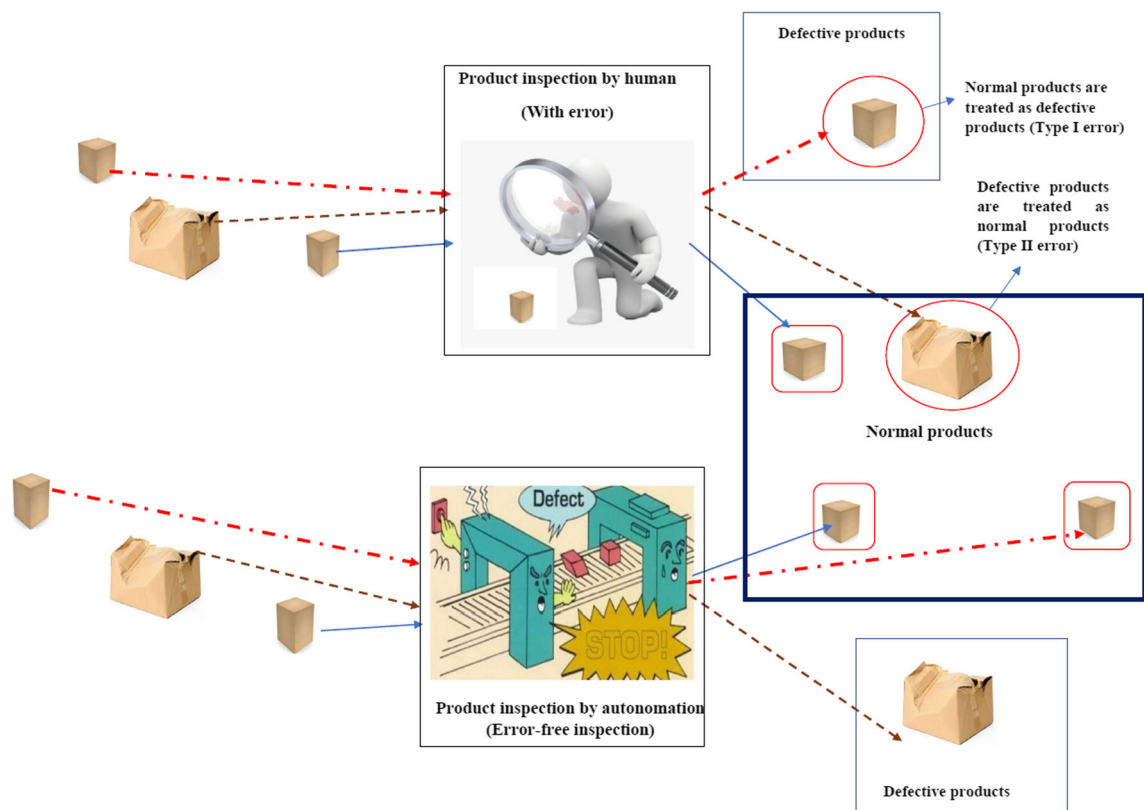 Defective products
Product inspection by human
(With error)
Normal products are
treated as defective
products (Type I error)
Defective products
are treated as
normal products
(Type II error)
Normal products
Defect
STOP!
Product inspection by autonomation
(Error-free inspection)
Defective products